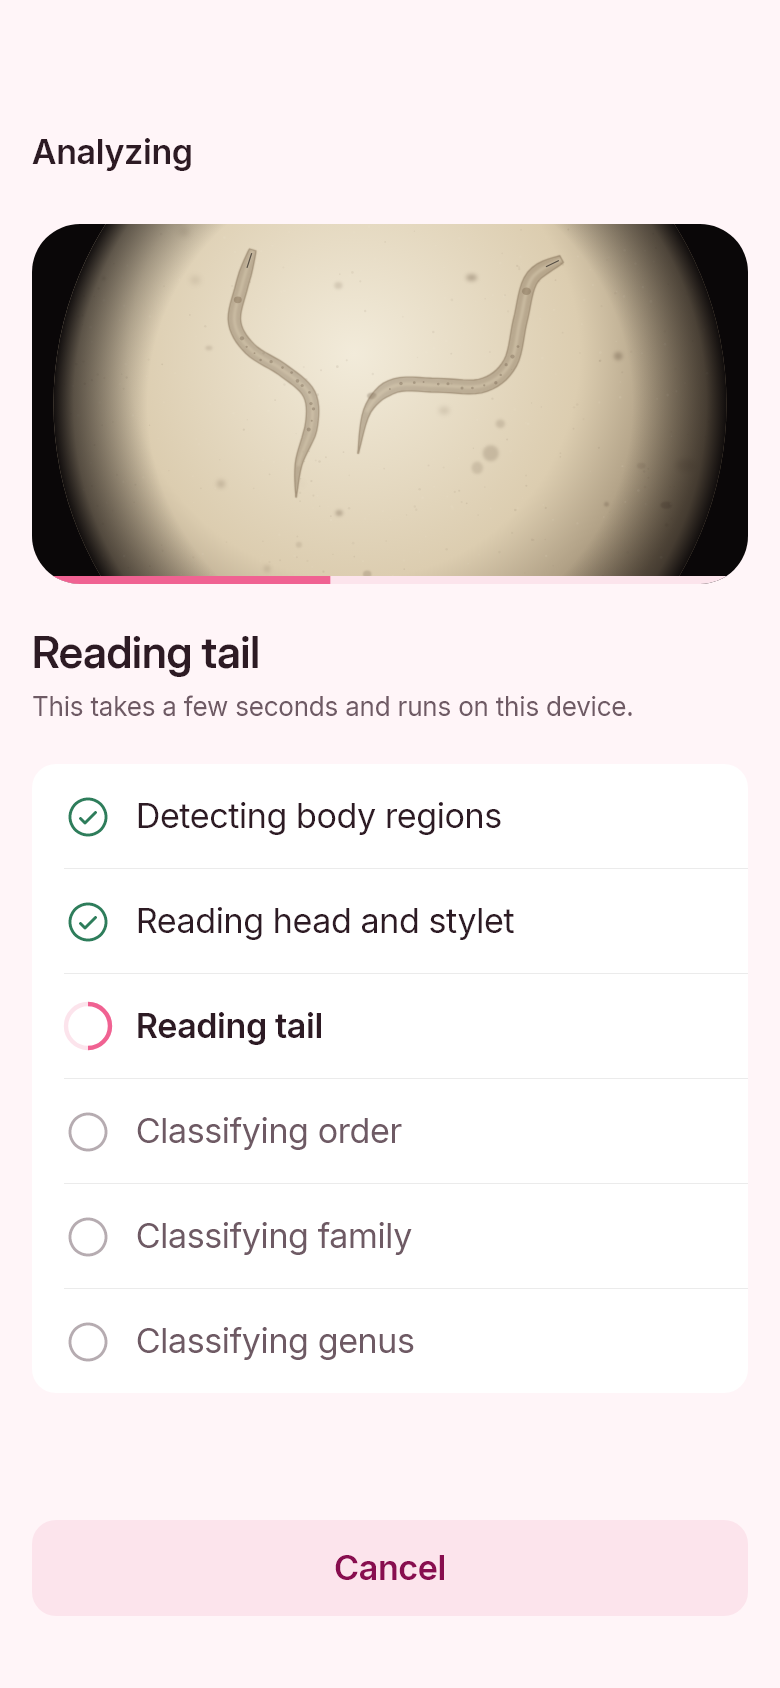 Analyzing
Reading tail
This takes a few seconds and runs on this device.
Detecting body regions
Reading head and stylet
Reading tail
Classifying order
Classifying family
Classifying genus
Cancel